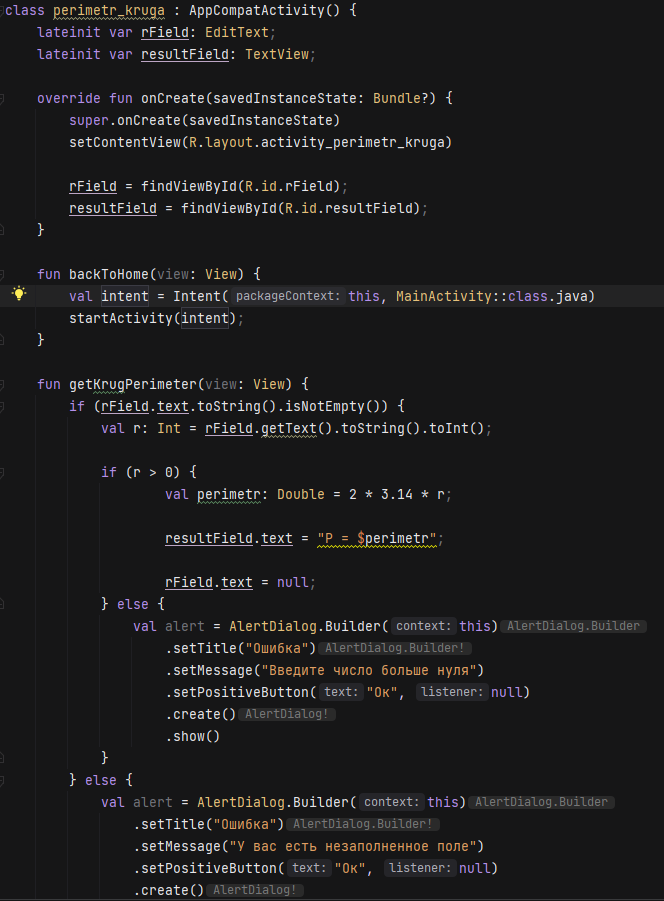 class perimetr_kruga : AppCompatActivity() {
lateinit var rField: EditText;
lateinit var resultField: TextView;
override fun onCreate(savedInstanceState: Bundle?) {
super.onCreate(savedInstanceState)
setContentView(R.layout.activity_perimetr_kruga)
rField = findViewById(R.id.rField);
resultField = findViewById(R.id.resultField);
}
fun backToHome(view: View) {
val intent = Intent( packageContext: this, MainActivity::class.java)
startActivity(intent);
}
fun getKrugPerimeter(view: View) {
if (rField.text.toString().isNotEmpty()) {
val r: Int = rField.getText().toString().toInt();
if (r > 0) {
val perimetr: Double = 2 * 3.14 * r;
resultField.text = "P = $perimetr";
rField.text = null;
} else {
val alert = AlertDialog.Builder( context: this) AlertDialog.Builder
.setTitle("Ошибка") AlertDialog.Builder!
.setMessage("Введите число больше нуля")
.setPositiveButton( text: "Ок", listener: null)
.create() AlertDialog!
.show()
}
} else {
val alert = AlertDialog.Builder( context: this) AlertDialog.Builder
.setTitle("Ошибка") AlertDialog.Builder!
.setMessage("У вас есть незаполненное поле")
.setPositiveButton( text: "Ок", listener: null)
.create() AlertDialog!